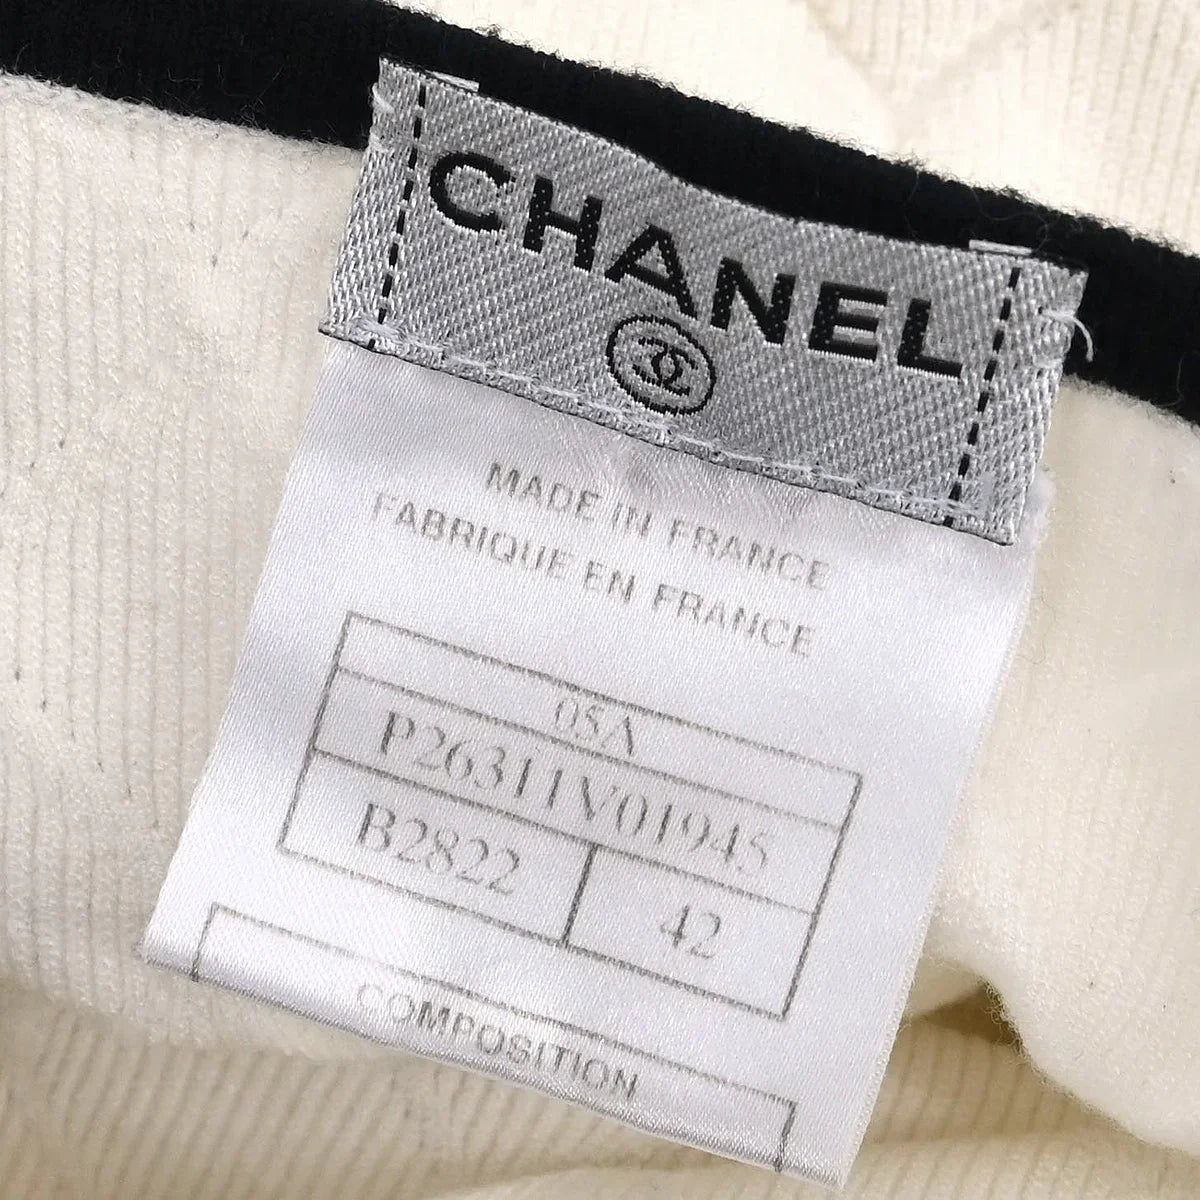 CHANEL
MADE IN FRANCE
FABRIQUE EN FRANCE
05A
P26311V01945
B2822 42
COMPOSITION